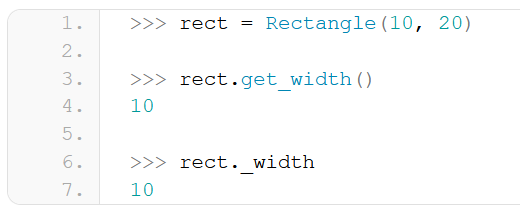 1. >>> rect = Rectangle(10, 20)
2.
3. >>> rect.get_width()
4. 10
5.
6. >>> rect._width
7. 10